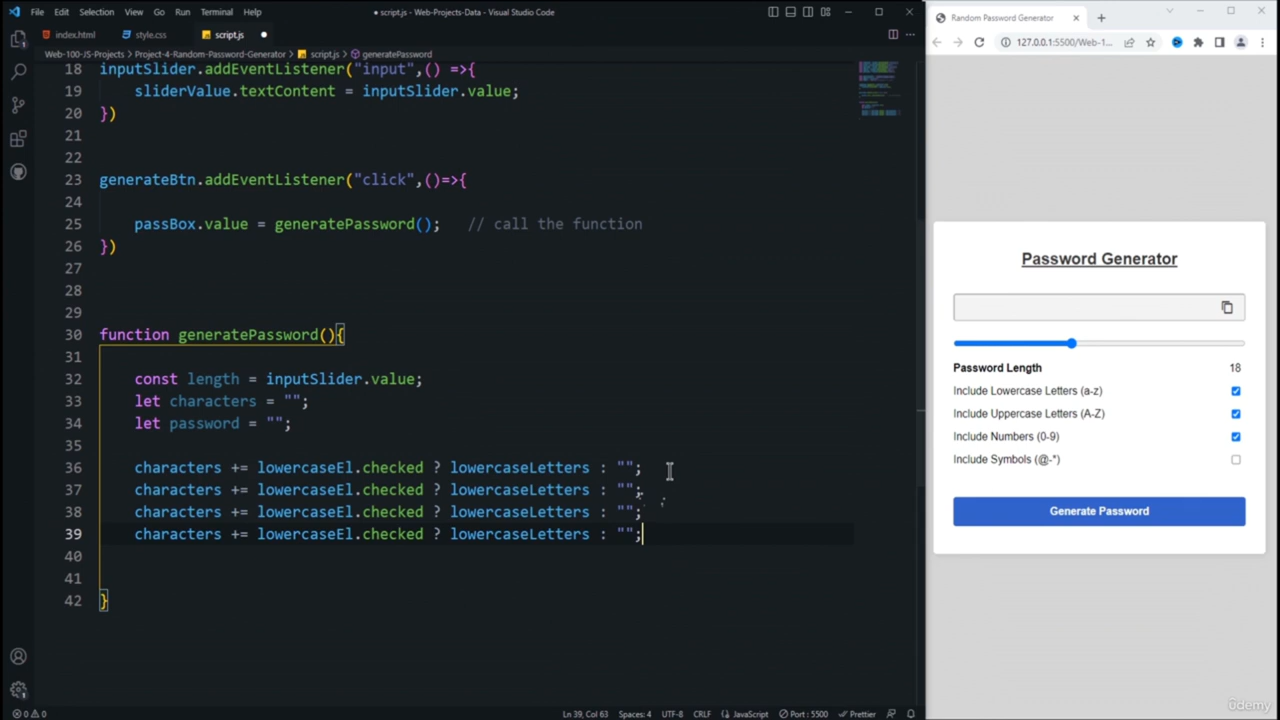 File Edit Selection View Go Run Terminal Help
● script.js - Web-Projects-Data - Visual Studio Code
index.html style.css JS script.js ●
Web-100-JS-Projects > Project-4-Random-Password-Generator > JS script.js > generatePassword
18 inputSlider.addEventListener("input",() =>{
19 sliderValue.textContent = inputSlider.value;
20 })
21
22
23 generateBtn.addEventListener("click",()=>{
24
25 passBox.value = generatePassword(); // call the function
26 })
27
28
29
30 function generatePassword(){
31
32 const length = inputSlider.value;
33 let characters = "";
34 let password = "";
35
36 characters += lowercaseEl.checked ? lowercaseLetters : "";
37 characters += lowercaseEl.checked ? lowercaseLetters : "";
38 characters += lowercaseEl.checked ? lowercaseLetters : "";
39 characters += lowercaseEl.checked ? lowercaseLetters : "";
40
41
42 }
0 0 Ln 39, Col 63 Spaces: 4 UTF-8 CRLF {} JavaScript Port : 5500 Prettier
Random Password Generator
127.0.0.1:5500/Web-1...
Password Generator
Password Length 18
Include Lowercase Letters (a-z)
Include Uppercase Letters (A-Z)
Include Numbers (0-9)
Include Symbols (@-*)
Generate Password
ûdemy